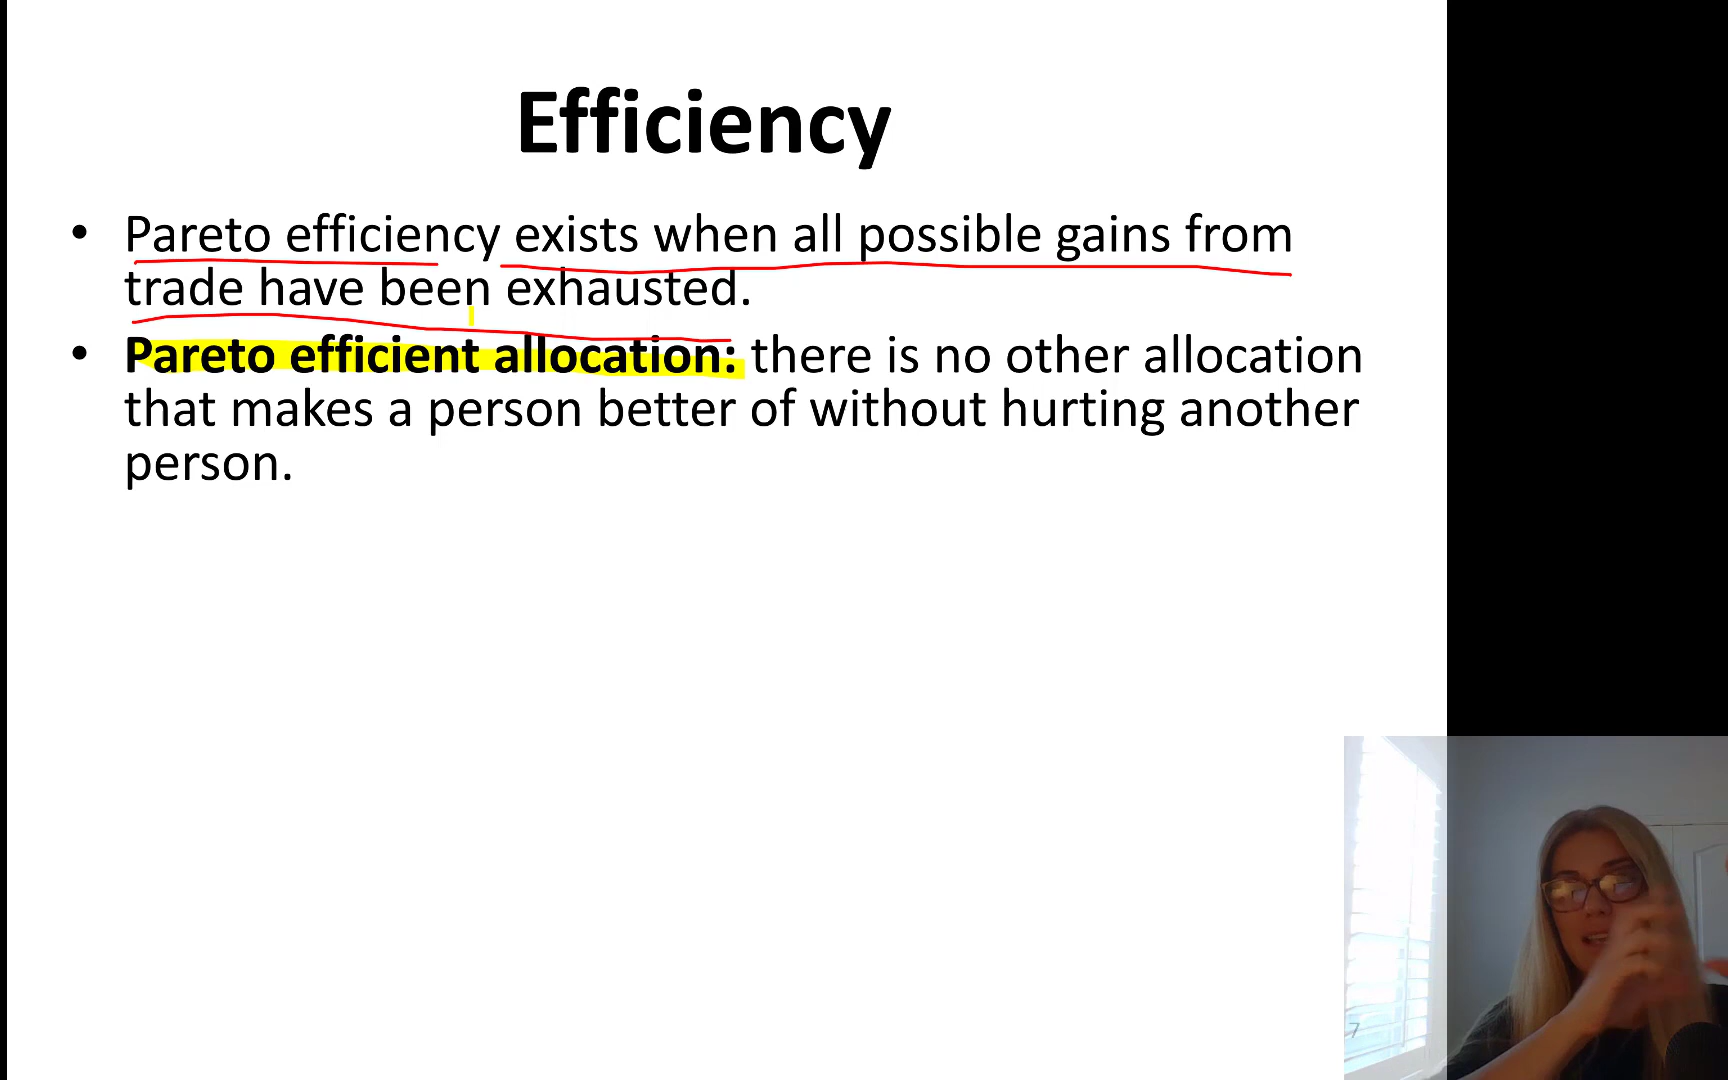 Efficiency
• Pareto efficiency exists when all possible gains from
trade have been exhausted.
• Pareto efficient allocation: there is no other allocation
that makes a person better of without hurting another
person.
7